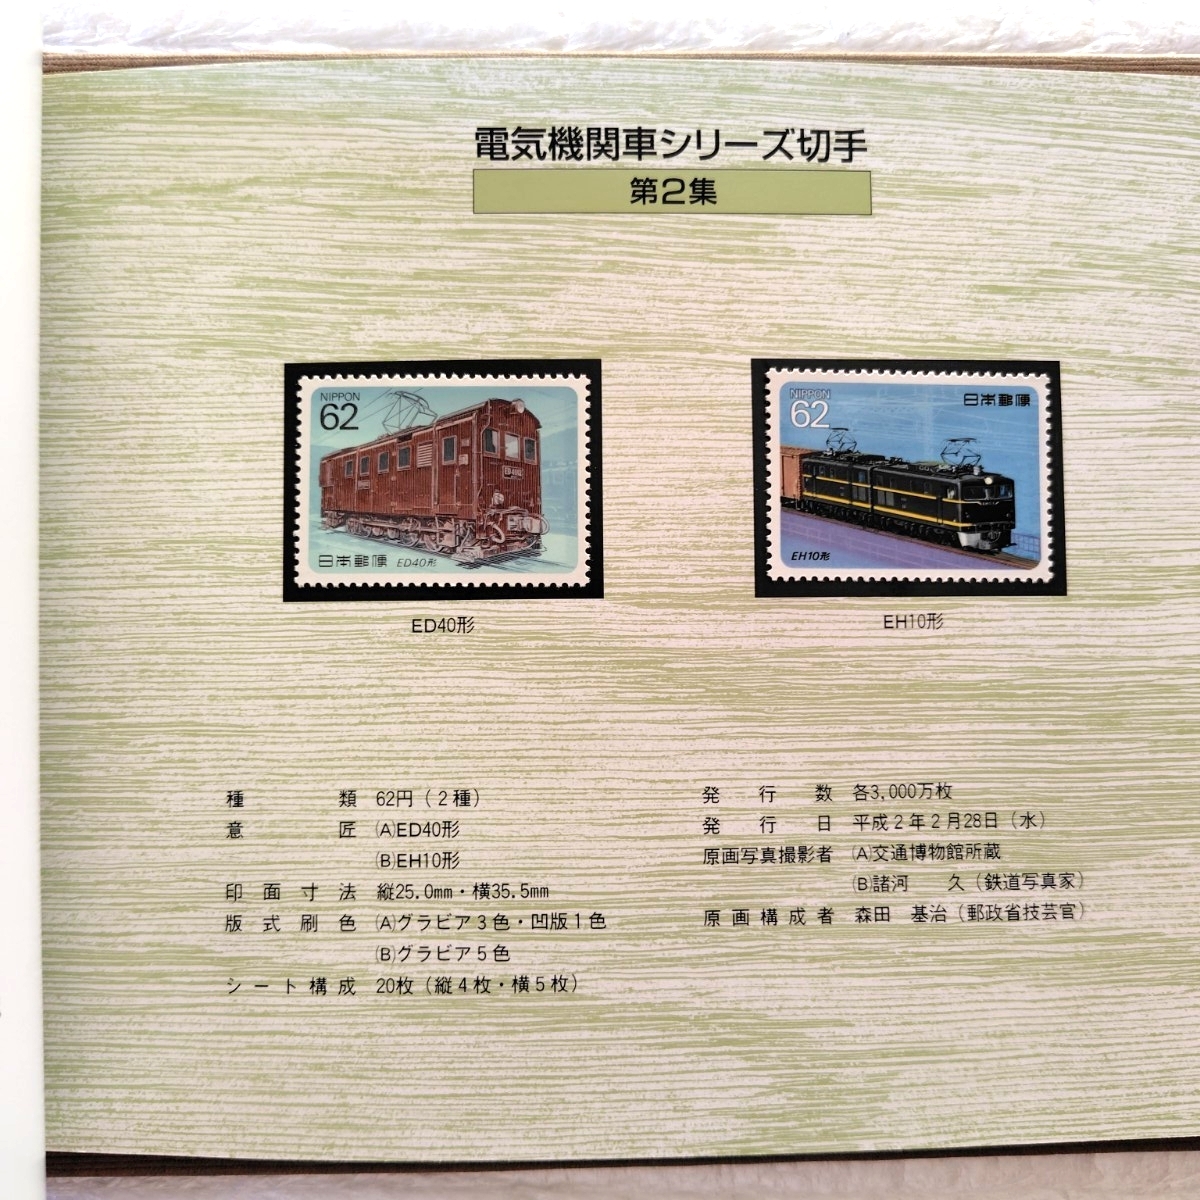 電気機関車シリーズ切手
第2集
NIPPON
62
日本郵便 ED40形
NIPPON
62
日本郵便
EH10形
ED40形
EH10形
種類 62円（2種）
意匠 (A)ED40形
(B)EH10形
印面寸法 縦25.0mm・横35.5mm
版式刷色 (A)グラビア3色・凹版1色
(B)グラビア5色
シート構成 20枚（縦4枚・横5枚）
発行数 各3,000万枚
発行日 平成2年2月28日（水）
原画写真撮影者 (A)交通博物館所蔵
(B)諸河 久（鉄道写真家）
原画構成者 森田 基治（郵政省技芸官）